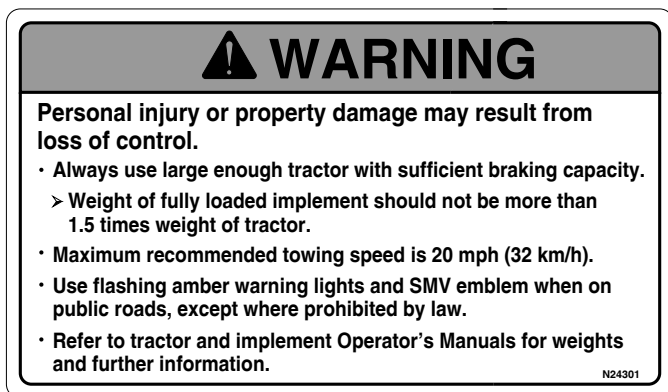 WARNING
Personal injury or property damage may result from
loss of control.
· Always use large enough tractor with sufficient braking capacity.
➢ Weight of fully loaded implement should not be more than
1.5 times weight of tractor.
· Maximum recommended towing speed is 20 mph (32 km/h).
· Use flashing amber warning lights and SMV emblem when on
public roads, except where prohibited by law.
· Refer to tractor and implement Operator’s Manuals for weights
and further information.
N24301